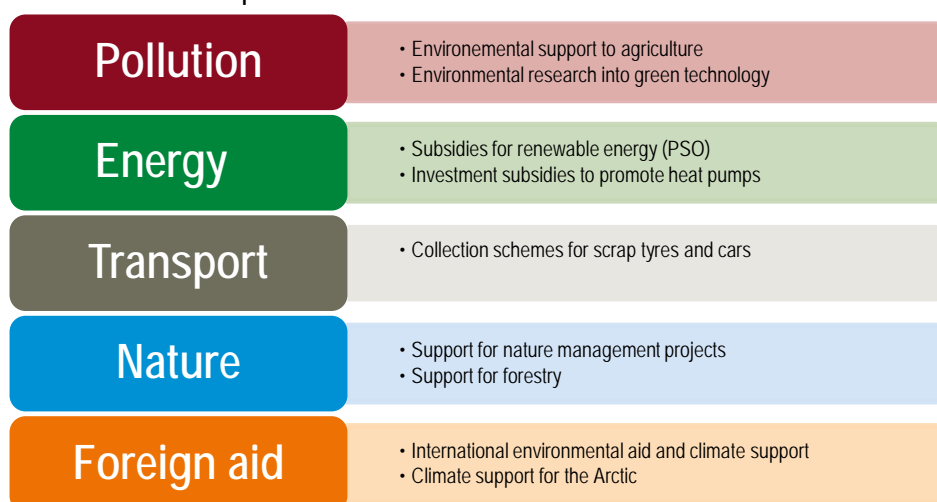 Pollution
• Environemental support to agriculture
• Environmental research into green technology
Energy
• Subsidies for renewable energy (PSO)
• Investment subsidies to promote heat pumps
Transport
• Collection schemes for scrap tyres and cars
Nature
• Support for nature management projects
• Support for forestry
Foreign aid
• International environmental aid and climate support
• Climate support for the Arctic